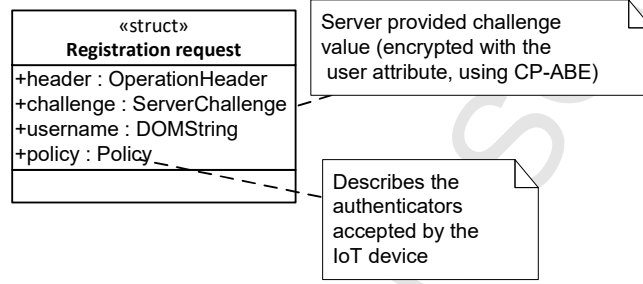 «struct»
Registration request
+header : OperationHeader
+challenge : ServerChallenge
+username : DOMString
+policy : Policy
Server provided challenge
value (encrypted with the
user attribute, using CP-ABE)
Describes the
authenticators
accepted by the
IoT device